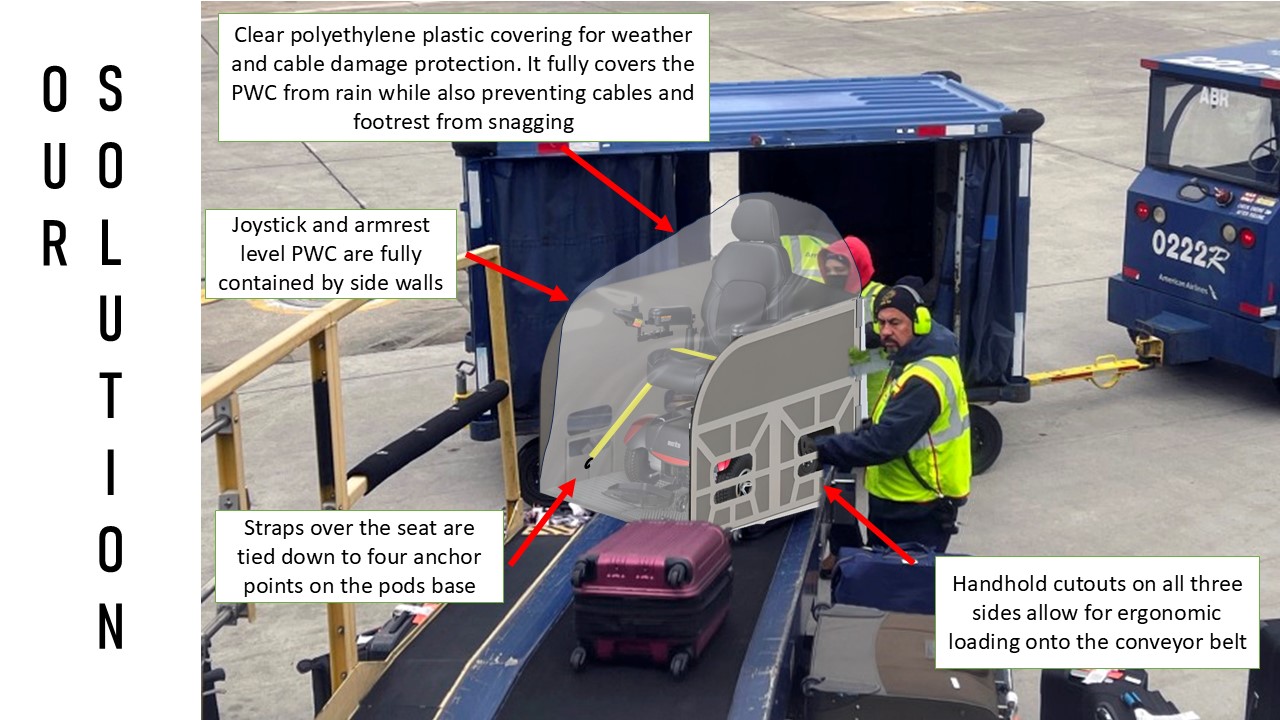 OUR
SOLUTION
Clear polyethylene plastic covering for weather
and cable damage protection. It fully covers the
PWC from rain while also preventing cables and
footrest from snagging
Joystick and armrest
level PWC are fully
contained by side walls
Straps over the seat are
tied down to four anchor
points on the pods base
Handhold cutouts on all three
sides allow for ergonomic
loading onto the conveyor belt
ABR
0222R
American Airlines